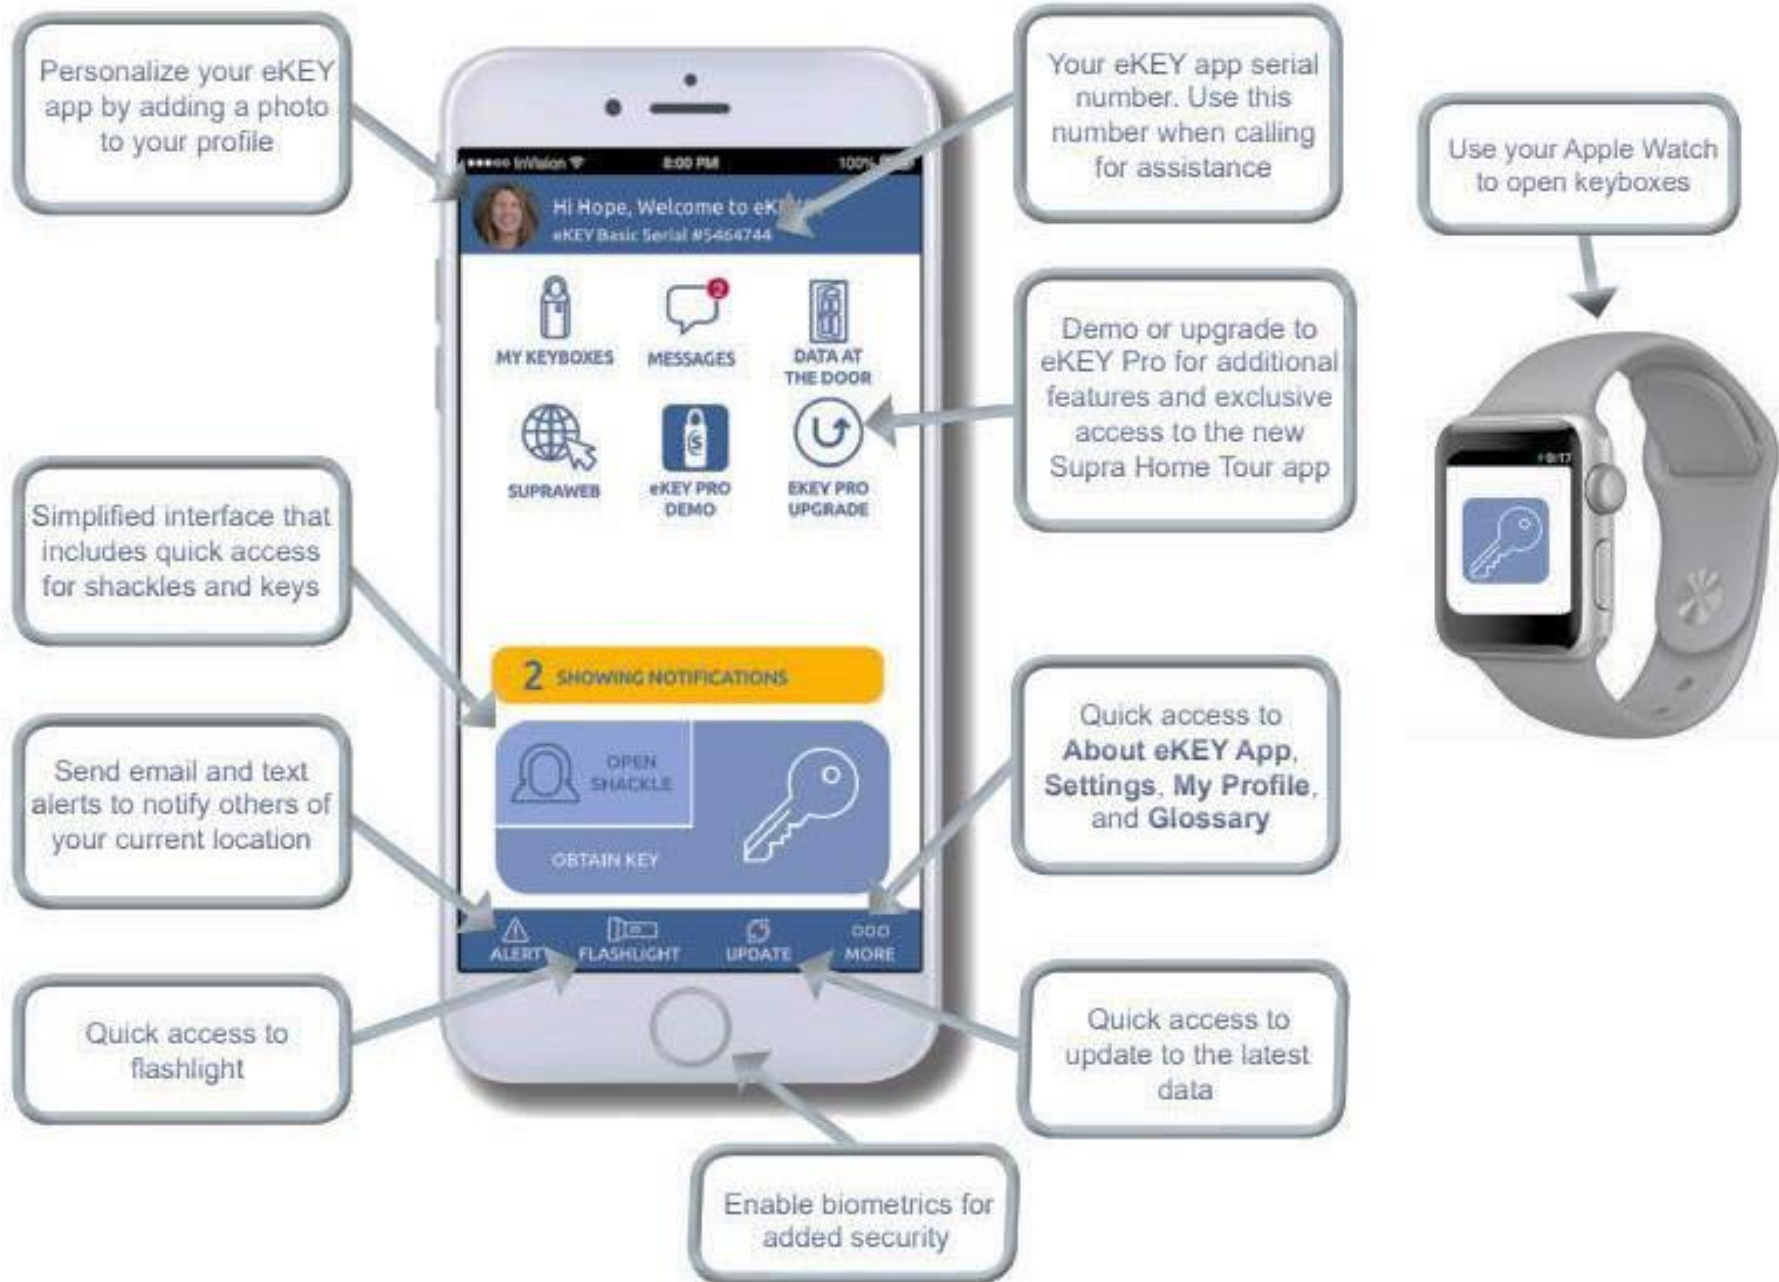 Personalize your eKEY
app by adding a photo
to your profile
Your eKEY app serial
number. Use this
number when calling
for assistance
Use your Apple Watch
to open keyboxes
InVision
8:00 PM
100%
Hi Hope, Welcome to
eKEY Basic Serial #5464744
MY KEYBOXES
2
MESSAGES
DATA AT
THE DOOR
Demo or upgrade to
eKEY Pro for additional
features and exclusive
access to the new
Supra Home Tour app
SUPRAWEB
S
eKEY PRO
DEMO
EKEY PRO
UPGRADE
Simplified interface that
includes quick access
for shackles and keys
2 SHOWING NOTIFICATIONS
OPEN
SHACKLE
OBTAIN KEY
Send email and text
alerts to notify others of
your current location
Quick access to
About eKEY App,
Settings, My Profile,
and Glossary
ALERT
FLASHLIGHT
UPDATE
MORE
Quick access to
flashlight
Quick access to
update to the latest
data
Enable biometrics for
added security